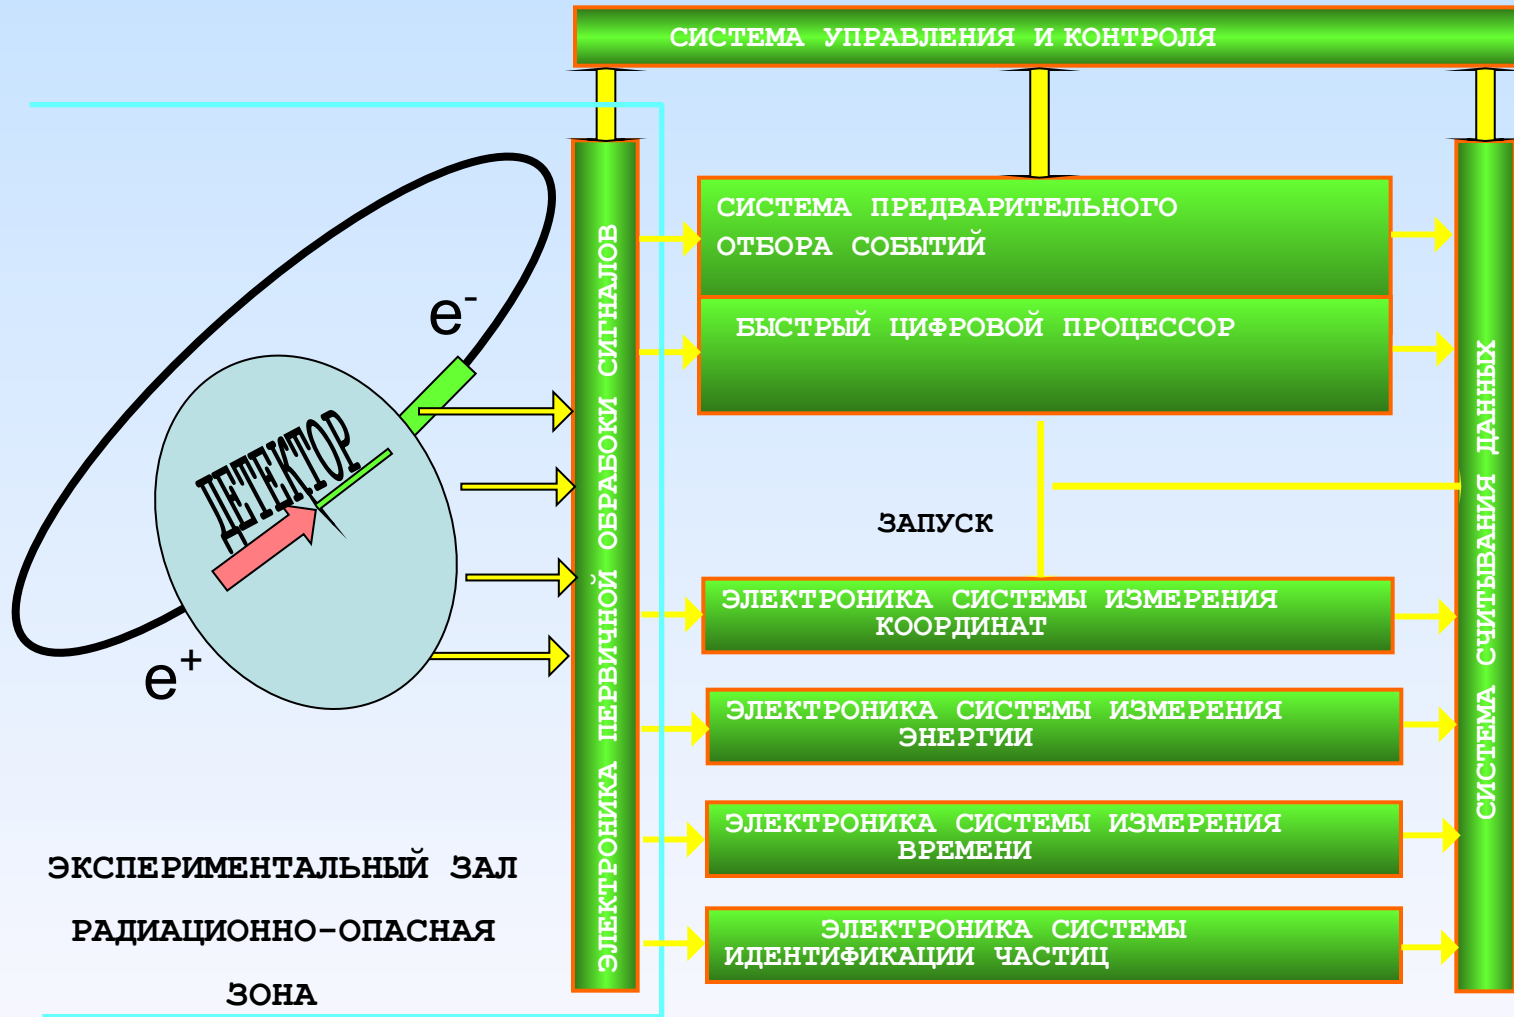 СИСТЕМА УПРАВЛЕНИЯ И КОНТРОЛЯ
СИСТЕМА ПРЕДВАРИТЕЛЬНОГО
ОТБОРА СОБЫТИЙ
БЫСТРЫЙ ЦИФРОВОЙ ПРОЦЕССОР
e-
ДЕТЕКТОР
e+
ЭЛЕКТРОНИКА ПЕРВИЧНОЙ ОБРАБОКИ СИГНАЛОВ
ЗАПУСК
ЭЛЕКТРОНИКА СИСТЕМЫ ИЗМЕРЕНИЯ
КООРДИНАТ
ЭЛЕКТРОНИКА СИСТЕМЫ ИЗМЕРЕНИЯ
ЭНЕРГИИ
ЭЛЕКТРОНИКА СИСТЕМЫ ИЗМЕРЕНИЯ
ВРЕМЕНИ
ЭЛЕКТРОНИКА СИСТЕМЫ
ИДЕНТИФИКАЦИИ ЧАСТИЦ
СИСТЕМА СЧИТЫВАНИЯ ДАННЫХ
ЭКСПЕРИМЕНТАЛЬНЫЙ ЗАЛ
РАДИАЦИОННО-ОПАСНАЯ
ЗОНА